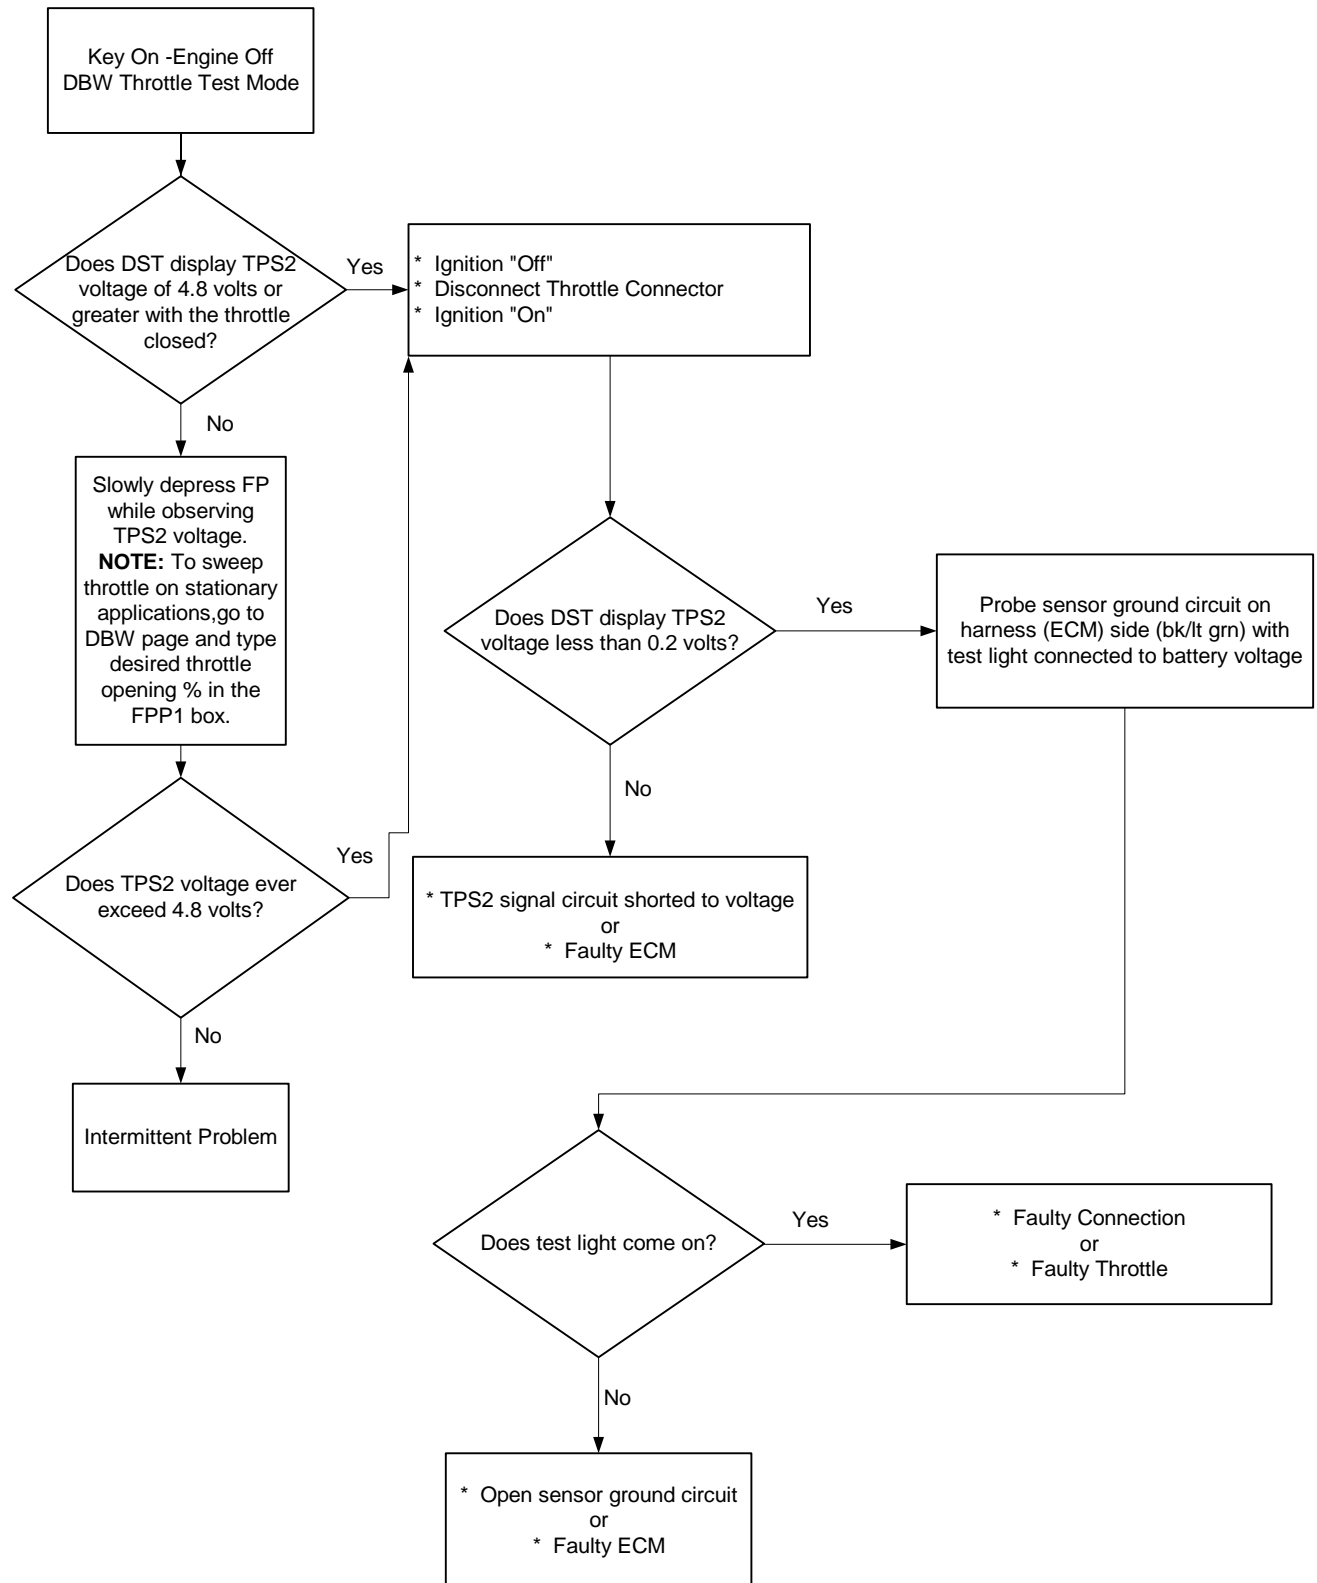 Key On -Engine Off
DBW Throttle Test Mode
Does DST display TPS2
voltage of 4.8 volts or
greater with the throttle
closed?
Yes
* Ignition "Off"
* Disconnect Throttle Connector
* Ignition "On"
No
Slowly depress FP
while observing
TPS2 voltage.
NOTE: To sweep
throttle on stationary
applications,go to
DBW page and type
desired throttle
opening % in the
FPP1 box.
Does DST display TPS2
voltage less than 0.2 volts?
Yes
Probe sensor ground circuit on
harness (ECM) side (bk/lt grn) with
test light connected to battery voltage
No
Does TPS2 voltage ever
exceed 4.8 volts?
Yes
* TPS2 signal circuit shorted to voltage
or
* Faulty ECM
No
Intermittent Problem
Does test light come on?
Yes
* Faulty Connection
or
* Faulty Throttle
No
* Open sensor ground circuit
or
* Faulty ECM